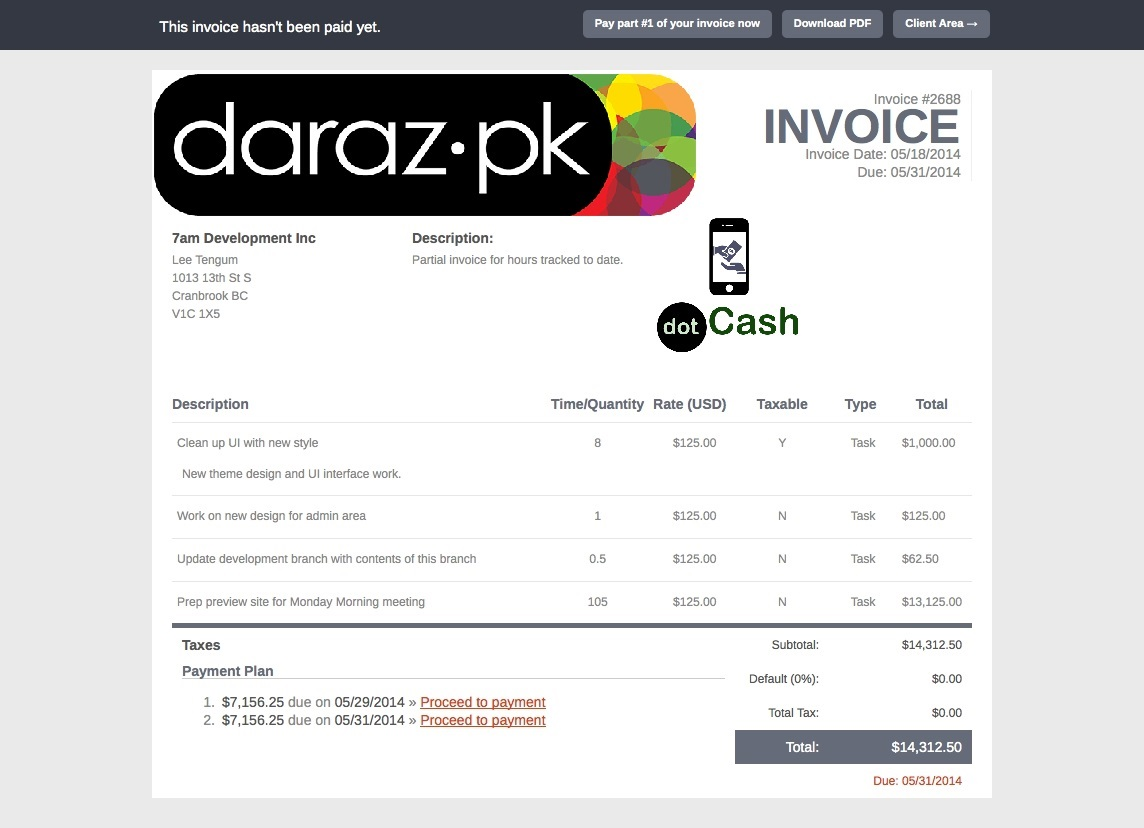 This invoice hasn't been paid yet.
Pay part #1 of your invoice now Download PDF Client Area →
daraz.pk
Invoice #2688
INVOICE
Invoice Date: 05/18/2014
Due: 05/31/2014
7am Development Inc
Lee Tengum
1013 13th St S
Cranbrook BC
V1C 1X5
Description:
Partial invoice for hours tracked to date.
dot Cash
Description Time/Quantity Rate (USD) Taxable Type Total
Clean up UI with new style 8 $125.00 Y Task $1,000.00
New theme design and UI interface work.
Work on new design for admin area 1 $125.00 N Task $125.00
Update development branch with contents of this branch 0.5 $125.00 N Task $62.50
Prep preview site for Monday Morning meeting 105 $125.00 N Task $13,125.00
Taxes
Payment Plan
1. $7,156.25 due on 05/29/2014 » Proceed to payment
2. $7,156.25 due on 05/31/2014 » Proceed to payment
Subtotal: $14,312.50
Default (0%): $0.00
Total Tax: $0.00
Total: $14,312.50
Due: 05/31/2014